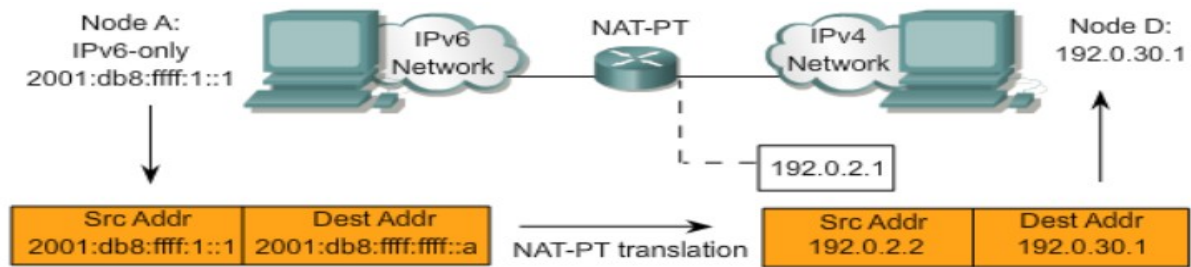 Node A:
IPv6-only
2001:db8:ffff:1::1
IPv6
Network
NAT-PT
IPv4
Network
Node D:
192.0.30.1
192.0.2.1
Src Addr
2001:db8:ffff:1::1
Dest Addr
2001:db8:ffff:ffff::a
NAT-PT translation
Src Addr
192.0.2.2
Dest Addr
192.0.30.1